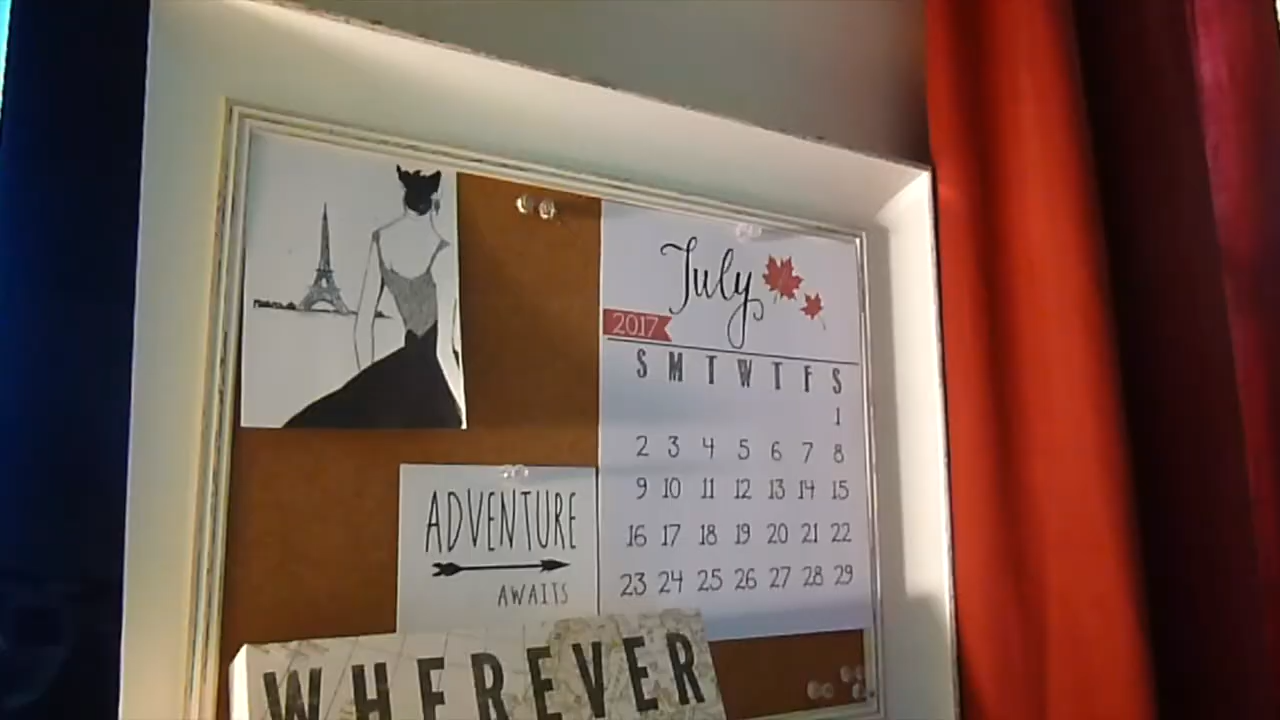 July
2017
S M T W T F S
1
2 3 4 5 6 7 8
9 10 11 12 13 14 15
16 17 18 19 20 21 22
23 24 25 26 27 28 29
ADVENTURE
AWAITS
WHEREVER